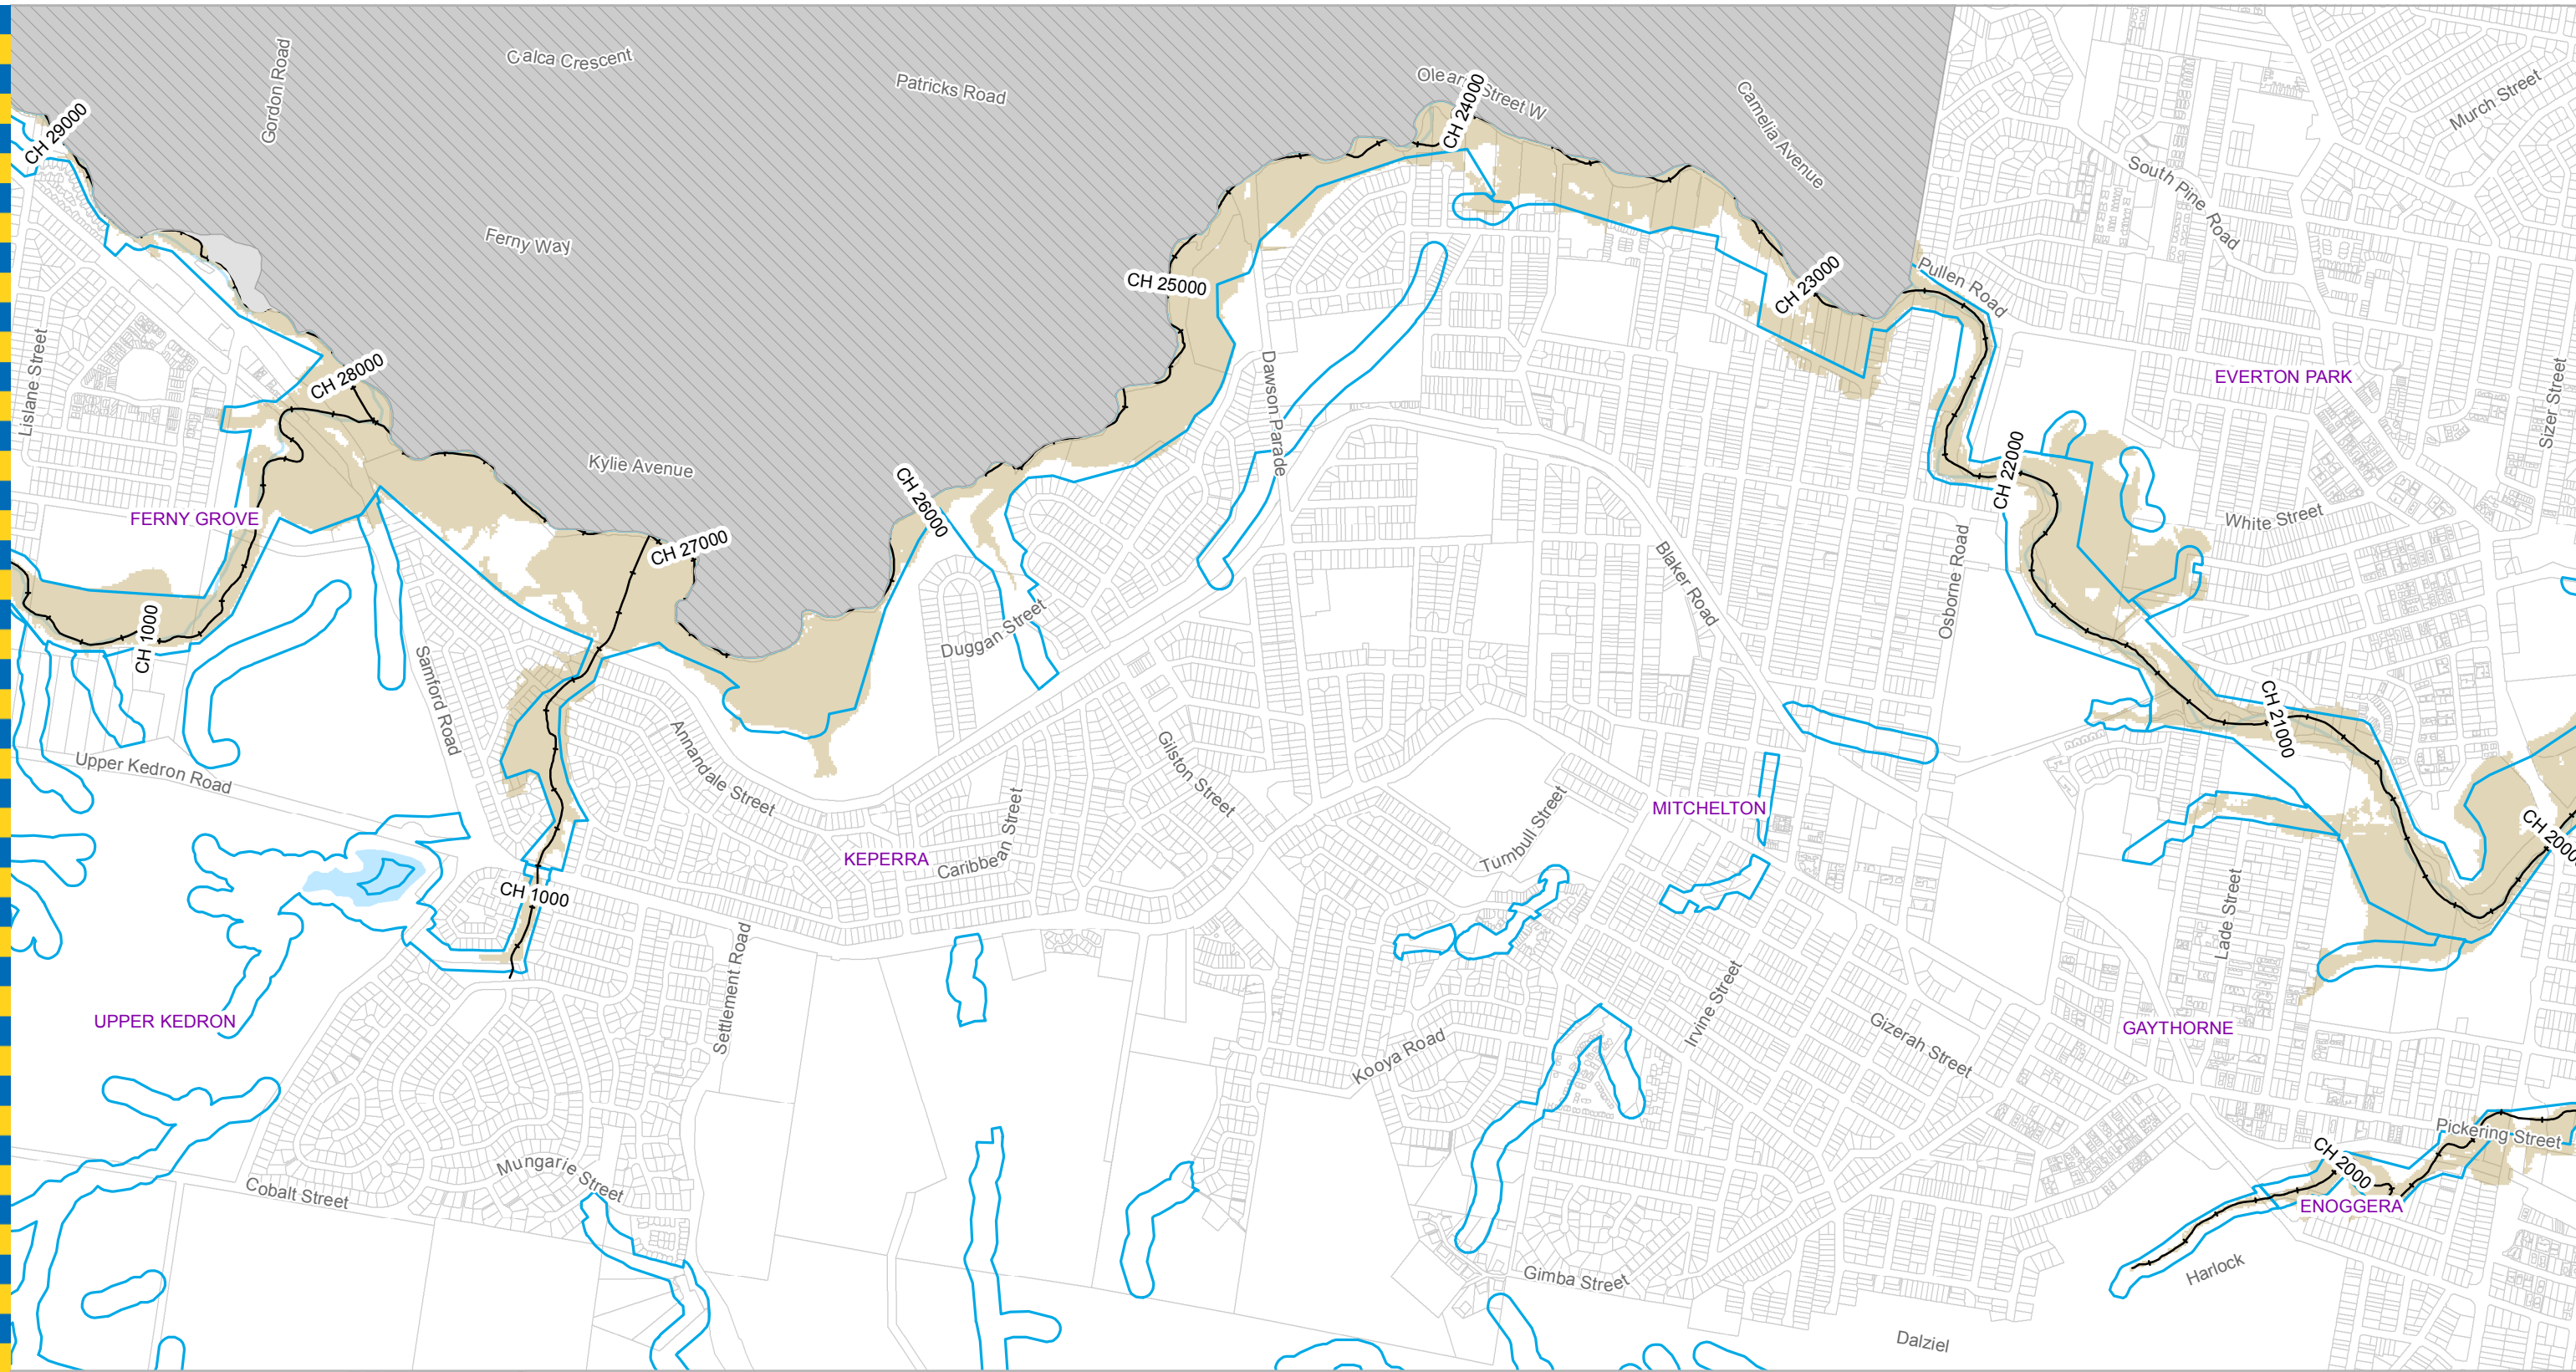 Gordon Road
Calca Crescent
Patricks Road
Olearia Street W
CH 24000
Camelia Avenue
Murch Street
CH 29000
South Pine Road
Ferny Way
CH 25000
CH 23000
Pullen Road
Lislane Street
CH 28000
Dawson Parade
EVERTON PARK
Sizer Street
Kylie Avenue
CH 26000
CH 22000
FERNY GROVE
White Street
CH 27000
Blaker Road
Osborne Road
CH 1000
Duggan Street
Samford Road
CH 21000
Upper Kedron Road
Annandale Street
Gilston Street
Turnbull Street
MITCHELTON
CH 20000
KEPERRA
Caribbean Street
CH 1000
Lade Street
Settlement Road
Irvine Street
UPPER KEDRON
Kooya Road
Gizerah Street
GAYTHORNE
Pickering Street
Mungarie Street
CH 2000
Cobalt Street
ENOGGERA
Gimba Street
Harlock
Dalziel